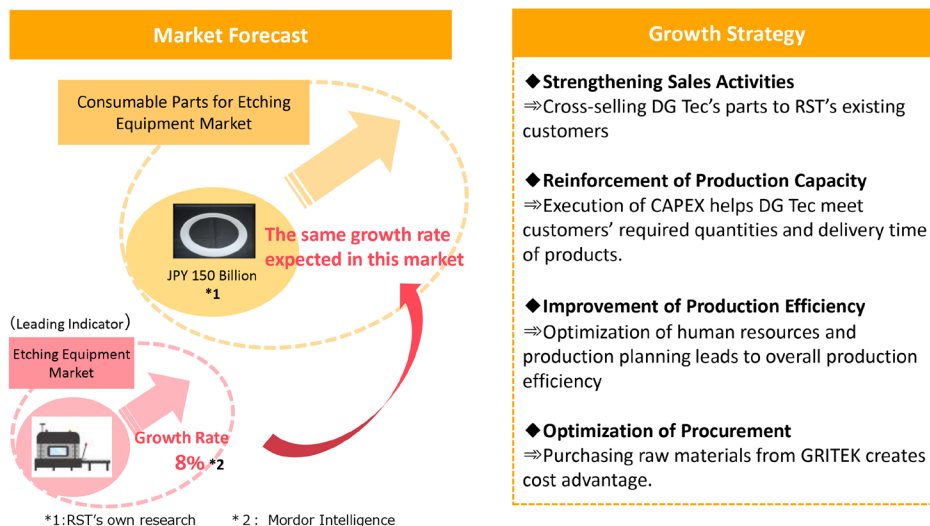 Market Forecast
Consumable Parts for Etching
Equipment Market
The same growth rate
expected in this market
JPY 150 Billion
*1
(Leading Indicator)
Etching Equipment
Market
Growth Rate
8% *2
*1:RST's own research *2: Mordor Intelligence
Growth Strategy
◆Strengthening Sales Activities
⇒Cross-selling DG Tec's parts to RST's existing
customers
◆Reinforcement of Production Capacity
⇒Execution of CAPEX helps DG Tec meet
customers' required quantities and delivery time
of products.
◆Improvement of Production Efficiency
⇒Optimization of human resources and
production planning leads to overall production
efficiency
◆Optimization of Procurement
⇒Purchasing raw materials from GRITEK creates
cost advantage.